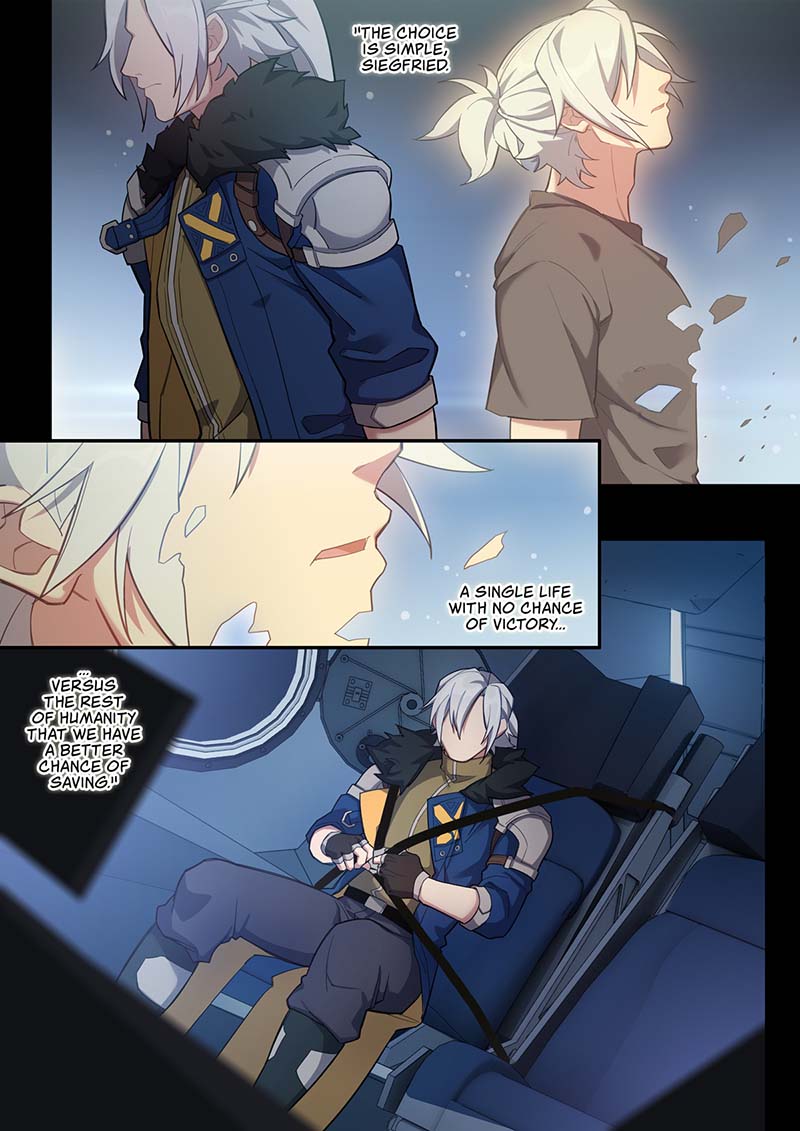 "THE CHOICE
IS SIMPLE,
SIEGFRIED.
A SINGLE LIFE
WITH NO CHANCE
OF VICTORY...
...
VERSUS
THE REST
OF HUMANITY
THAT WE HAVE
A BETTER
CHANCE OF
SAVING."